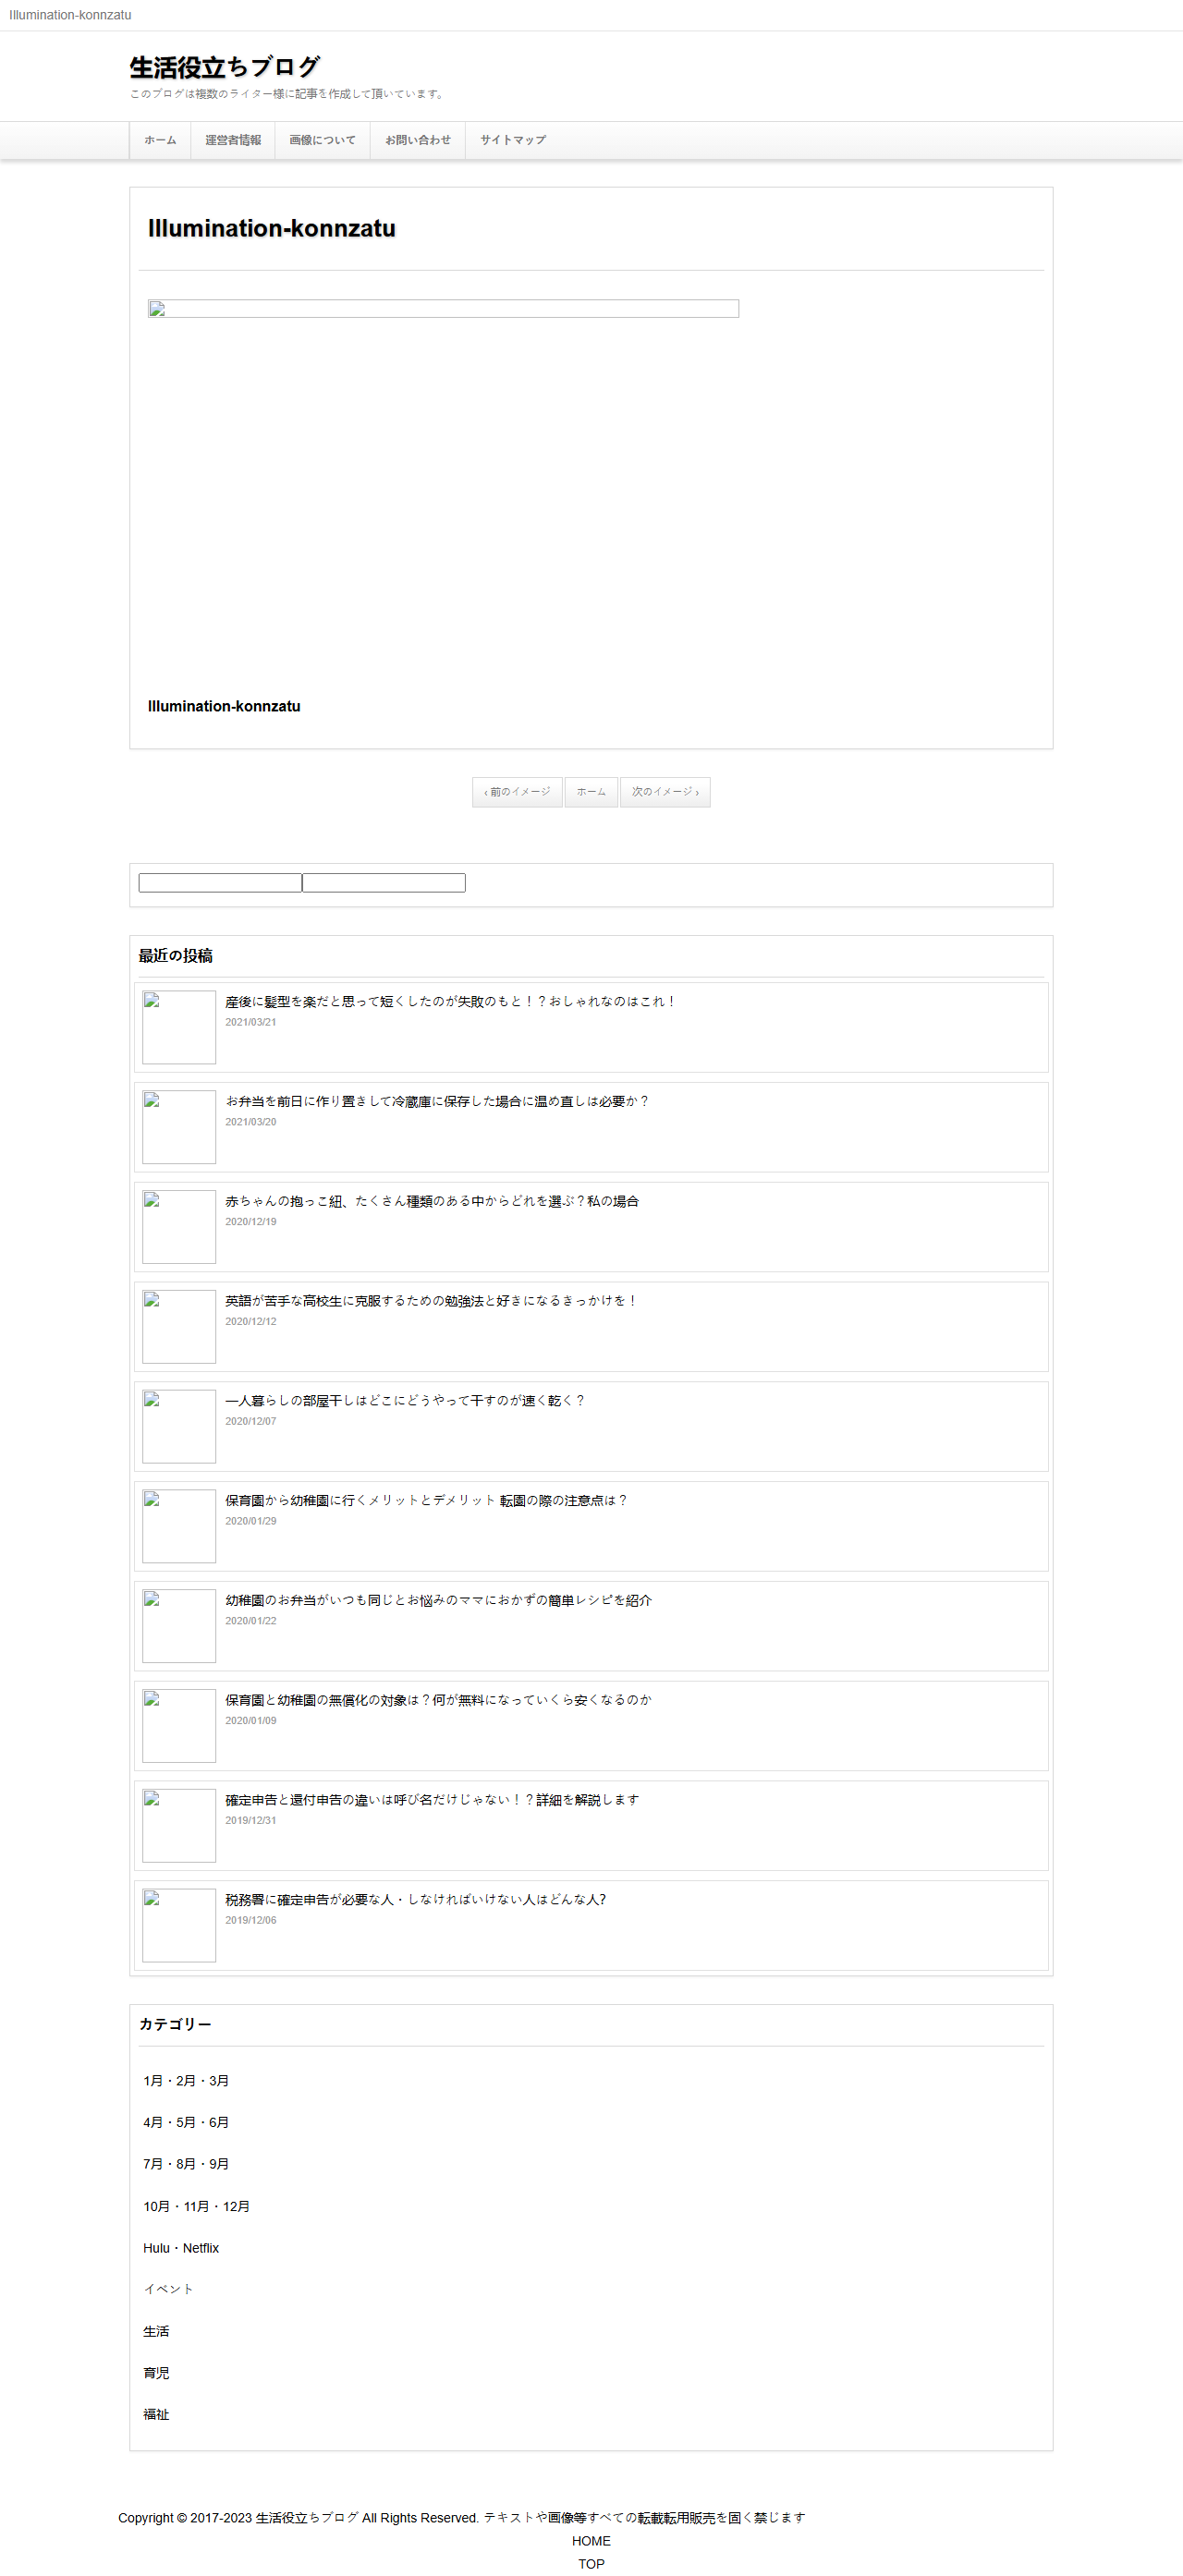 Illumination-konnzatu
生活役立ちブログ
このブログは複数のライター様に記事を作成して頂いています。
ホーム 運営者情報 画像について お問い合わせ サイトマップ
Illumination-konnzatu
Illumination-konnzatu
‹ 前のイメージ ホーム 次のイメージ ›
最近の投稿
産後に髪型を楽だと思って短くしたのが失敗のもと！？おしゃれなのはこれ！
2021/03/21
お弁当を前日に作り置きして冷蔵庫に保存した場合に温め直しは必要か？
2021/03/20
赤ちゃんの抱っこ紐、たくさん種類のある中からどれを選ぶ？私の場合
2020/12/19
英語が苦手な高校生に克服するための勉強法と好きになるきっかけを！
2020/12/12
一人暮らしの部屋干しはどこにどうやって干すのが速く乾く？
2020/12/07
保育園から幼稚園に行くメリットとデメリット 転園の際の注意点は？
2020/01/29
幼稚園のお弁当がいつも同じとお悩みのママにおかずの簡単レシピを紹介
2020/01/22
保育園と幼稚園の無償化の対象は？何が無料になっていくら安くなるのか
2020/01/09
確定申告と還付申告の違いは呼び名だけじゃない！？詳細を解説します
2019/12/31
税務署に確定申告が必要な人・しなければいけない人はどんな人?
2019/12/06
カテゴリー
1月・2月・3月
4月・5月・6月
7月・8月・9月
10月・11月・12月
Hulu・Netflix
イベント
生活
育児
福祉
Copyright © 2017-2023 生活役立ちブログ All Rights Reserved. テキストや画像等すべての転載転用販売を固く禁じます
HOME
TOP